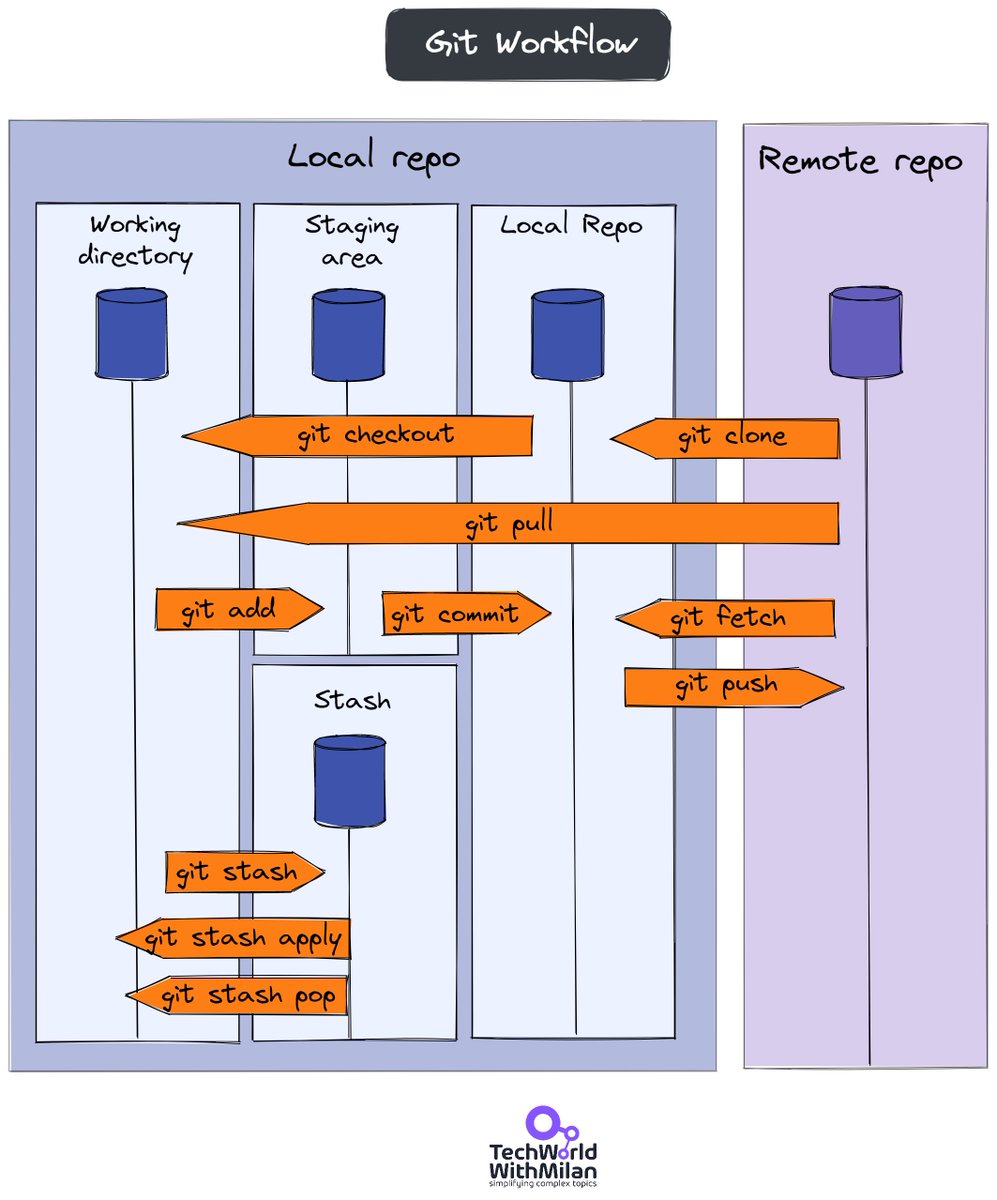 Git Workflow
Local repo
Remote repo
Working
directory
Staging
area
Local Repo
git checkout
git clone
git pull
git add
git commit
git fetch
git push
Stash
git stash
git stash apply
git stash pop
TechWorld
WithMilan
simplifying complex topics